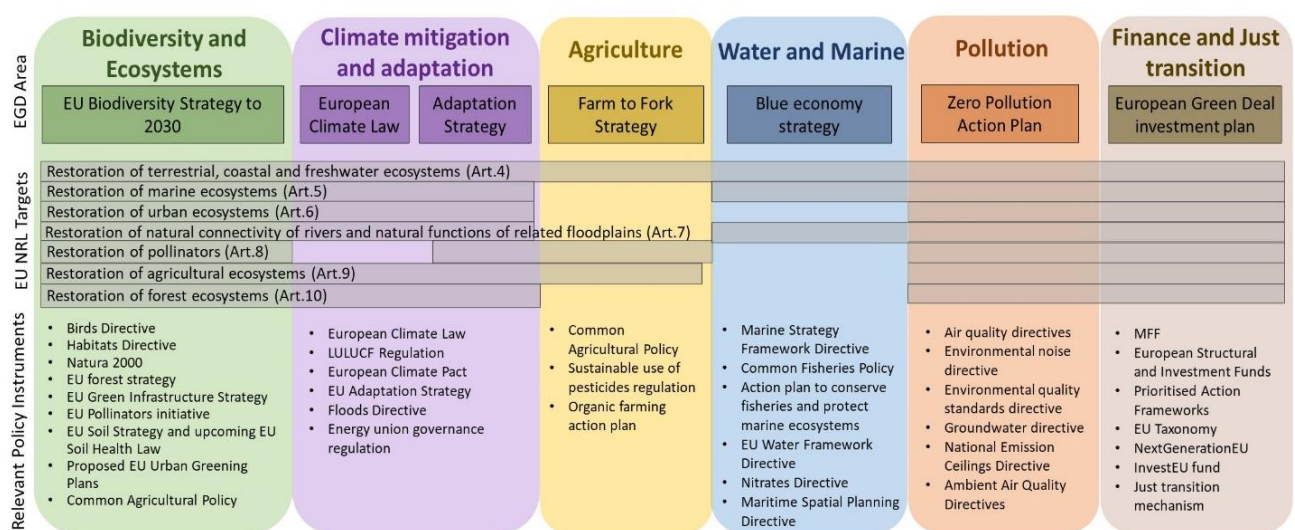 EGD Area
Biodiversity and
Ecosystems
EU Biodiversity Strategy to
2030
Climate mitigation
and adaptation
European
Climate Law
Adaptation
Strategy
Agriculture
Farm to Fork
Strategy
Water and Marine
Blue economy
strategy
Pollution
Zero Pollution
Action Plan
Finance and Just
transition
European Green Deal
investment plan
EU NRL Targets
Restoration of terrestrial, coastal and freshwater ecosystems (Art.4)
Restoration of marine ecosystems (Art.5)
Restoration of urban ecosystems (Art.6)
Restoration of natural connectivity of rivers and natural functions of related floodplains (Art.7)
Restoration of pollinators (Art.8)
Restoration of agricultural ecosystems (Art.9)
Restoration of forest ecosystems (Art.10)
Relevant Policy Instruments
• Birds Directive
• Habitats Directive
• Natura 2000
• EU forest strategy
• EU Green Infrastructure Strategy
• EU Pollinators initiative
• EU Soil Strategy and upcoming EU
Soil Health Law
• Proposed EU Urban Greening
Plans
• Common Agricultural Policy
• European Climate Law
• LULUCF Regulation
• European Climate Pact
• EU Adaptation Strategy
• Floods Directive
• Energy union governance
regulation
• Common
Agricultural Policy
• Sustainable use of
pesticides regulation
• Organic farming
action plan
• Marine Strategy
Framework Directive
• Common Fisheries Policy
• Action plan to conserve
fisheries and protect
marine ecosystems
• EU Water Framework
Directive
• Nitrates Directive
• Maritime Spatial Planning
Directive
• Air quality directives
• Environmental noise
directive
• Environmental quality
standards directive
• Groundwater directive
• National Emission
Ceilings Directive
• Ambient Air Quality
Directives
• MFF
• European Structural
and Investment Funds
• Prioritised Action
Frameworks
• EU Taxonomy
• NextGenerationEU
• InvestEU fund
• Just transition
mechanism